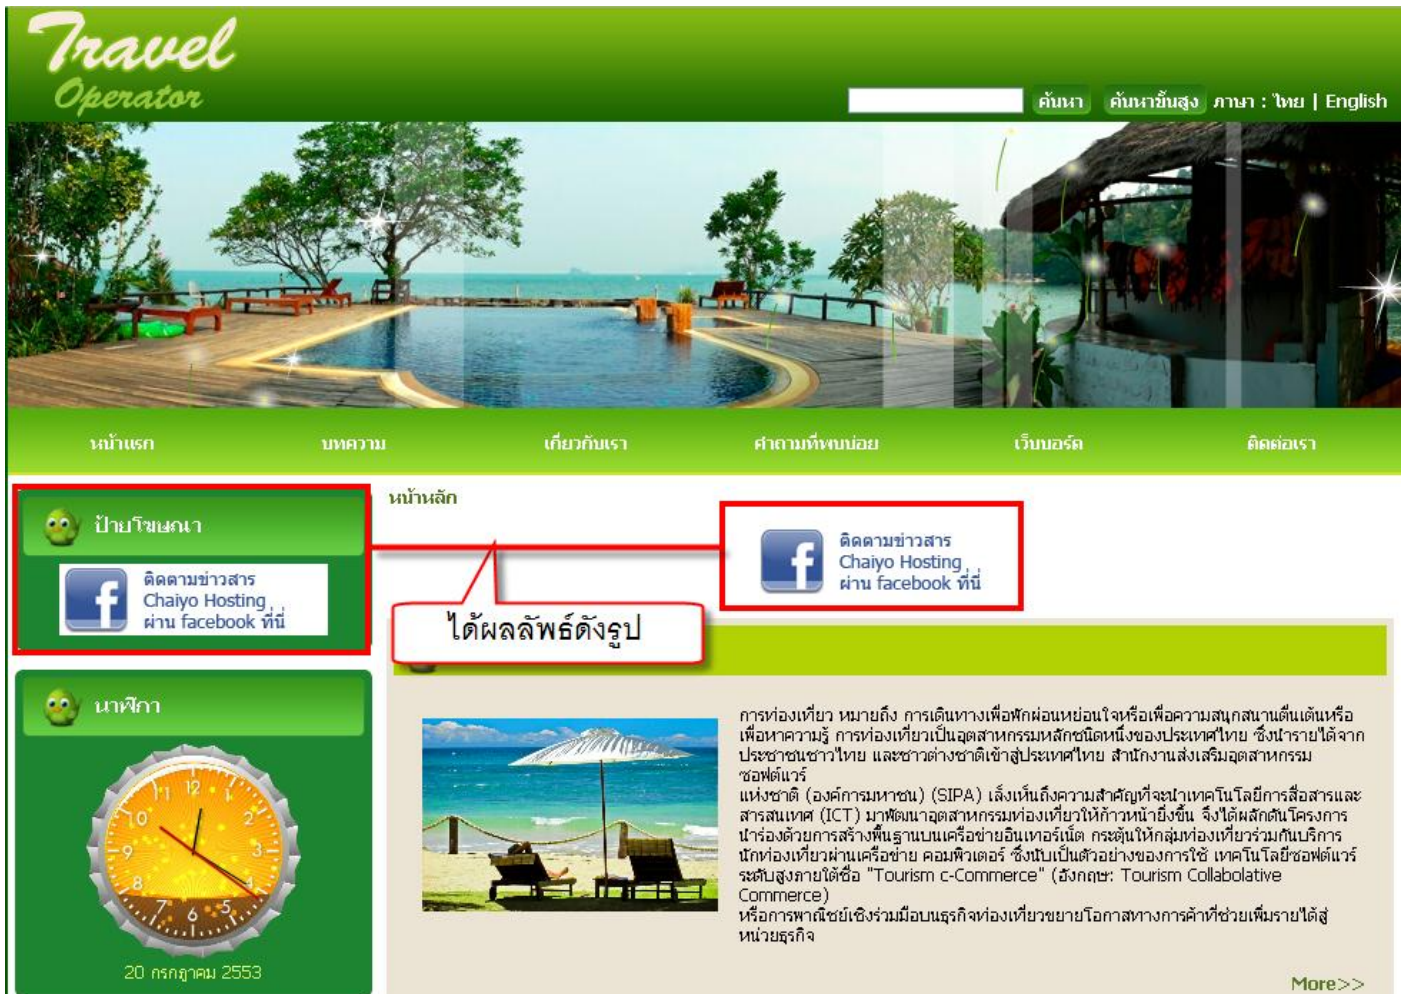 Travel
Operator
ค้นหา ค้นหาขั้นสูง ภาษา : ไทย | English
หน้าแรก บทความ เกี่ยวกับเรา คำถามที่พบบ่อย เว็บบอร์ด ติดต่อเรา
ป้ายโฆษณา
ติดตามข่าวสาร
Chaiyo Hosting
ผ่าน facebook ที่นี่
นาฬิกา
12
1
2
3
4
5
6
7
8
9
10
11
20 กรกฎาคม 2553
หน้าหลัก
ติดตามข่าวสาร
Chaiyo Hosting
ผ่าน facebook ที่นี่
ได้ผลลัพธ์ดังรูป
การท่องเที่ยว หมายถึง การเดินทางเพื่อพักผ่อนหย่อนใจหรือเพื่อความสนุกสนานตื่นเต้นหรือ
เพื่อหาความรู้ การท่องเที่ยวเป็นอุตสาหกรรมหลักชนิดหนึ่งของประเทศไทย ซึ่งนำรายได้จาก
ประชาชนชาวไทย และชาวต่างชาติเข้าสู่ประเทศไทย สำนักงานส่งเสริมอุตสาหกรรม
ซอฟต์แวร์
แห่งชาติ (องค์การมหาชน) (SIPA) เล็งเห็นถึงความสำคัญที่จะนำเทคโนโลยีการสื่อสารและ
สารสนเทศ (ICT) มาพัฒนาอุตสาหกรรมท่องเที่ยวให้ก้าวหน้ายิ่งขึ้น จึงได้ผลักดันโครงการ
นำร่องด้วยการสร้างพื้นฐานบนเครือข่ายอินเทอร์เน็ต กระตุ้นให้กลุ่มท่องเที่ยวร่วมกันบริการ
นักท่องเที่ยวผ่านเครือข่าย คอมพิวเตอร์ ซึ่งนับเป็นตัวอย่างของการใช้ เทคโนโลยีซอฟต์แวร์
ระดับสูงภายใต้ชื่อ "Tourism c-Commerce" (อังกฤษ: Tourism Collabolative
Commerce)
หรือการพาณิชย์เชิงร่วมมือบนธุรกิจท่องเที่ยวขยายโอกาสทางการค้าที่ช่วยเพิ่มรายได้สู่
หน่วยธุรกิจ
More>>